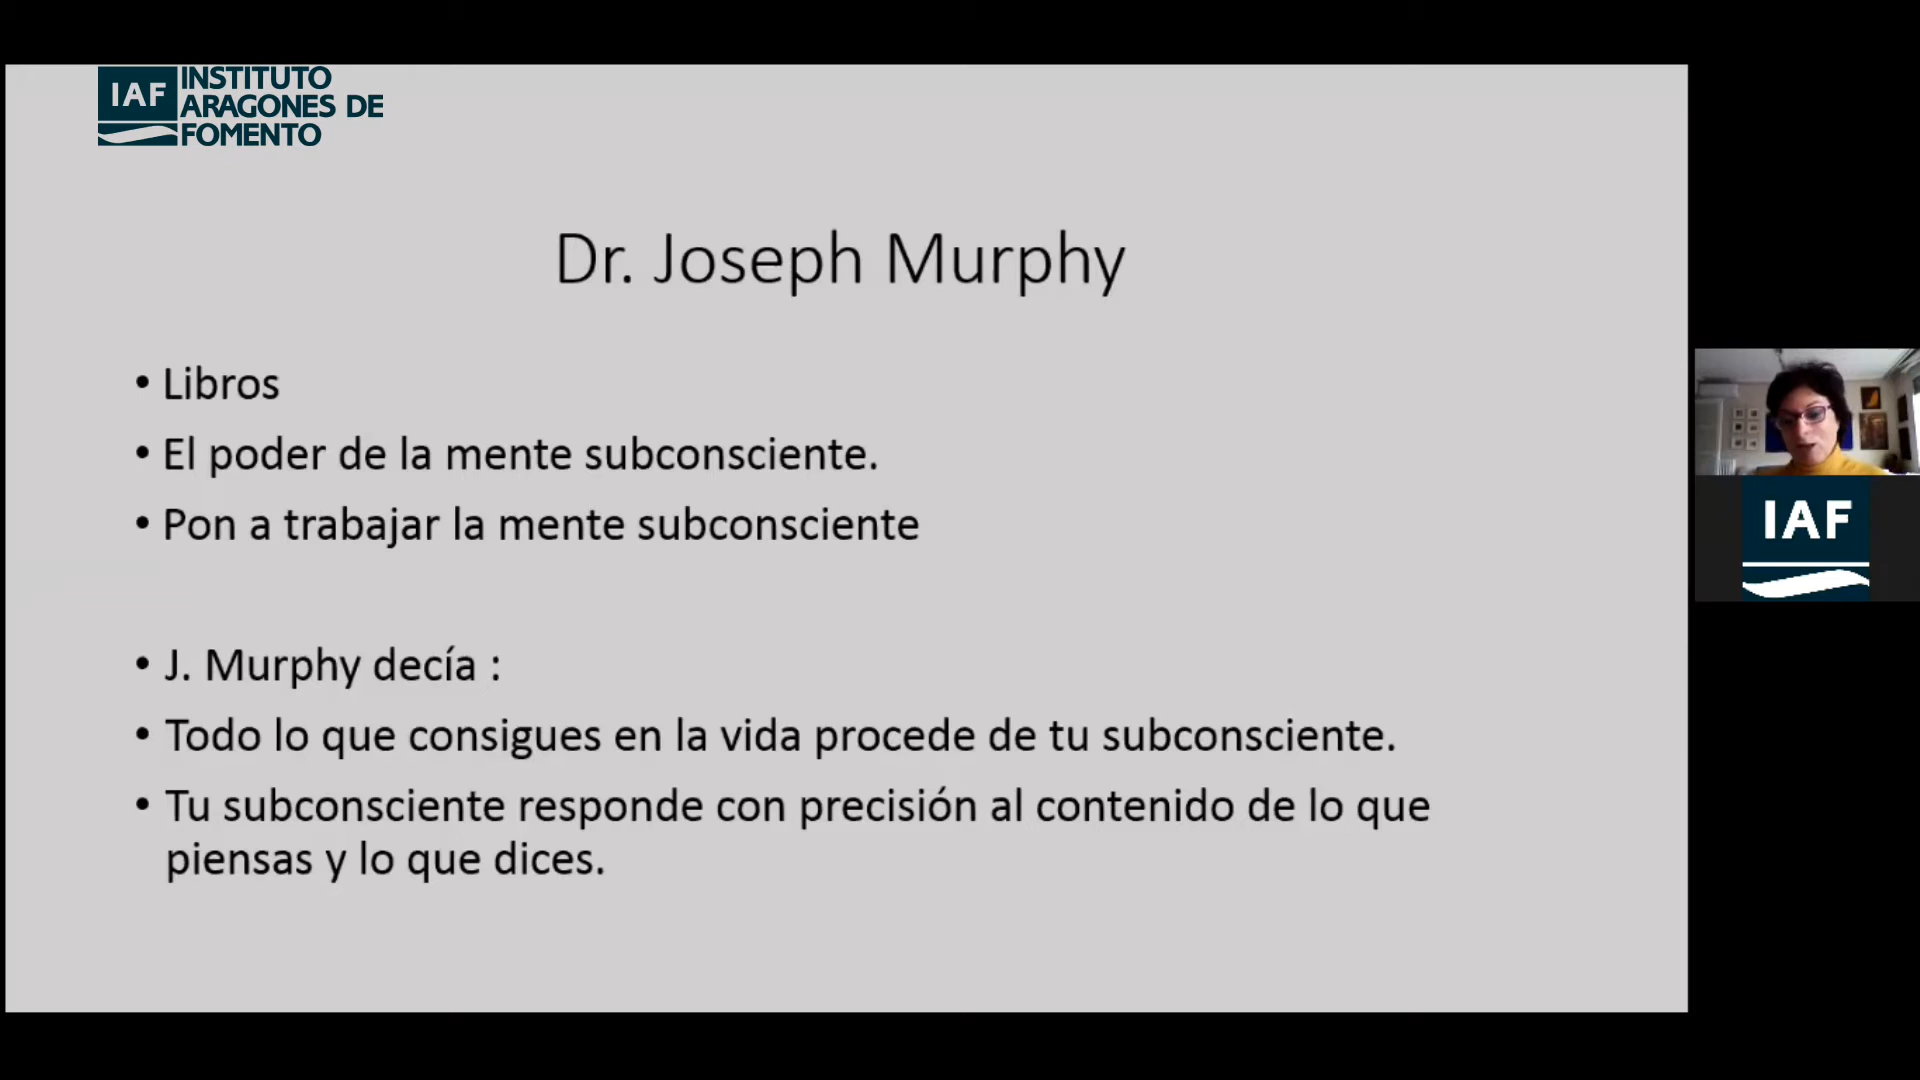 IAF
INSTITUTO
ARAGONES DE
FOMENTO
Dr. Joseph Murphy
• Libros
• El poder de la mente subconsciente.
• Pon a trabajar la mente subconsciente
• J. Murphy decía :
• Todo lo que consigues en la vida procede de tu subconsciente.
• Tu subconsciente responde con precisión al contenido de lo que
piensas y lo que dices.
IAF